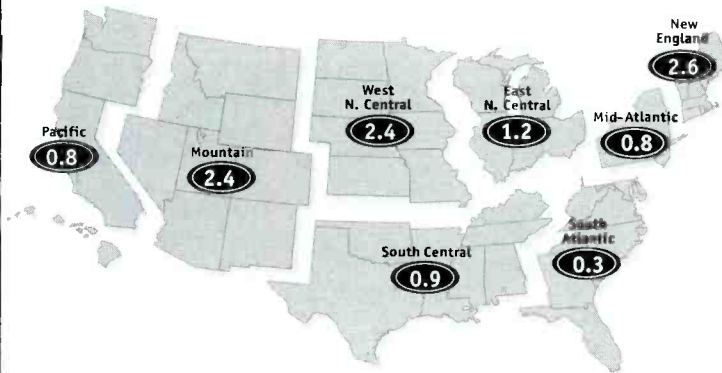 New
England
2.6
West
N. Central
2.4
East
N. Central
1.2
Mid-Atlantic
0.8
Pacific
0.8
Mountain
2.4
South Central
0.9
South
Atlantic
0.3